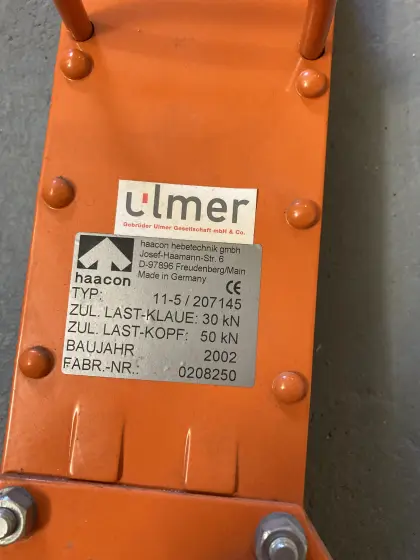 Ulmer
Gebrüder Ulmer Gesellschaft mbH & Co.
haacon hebetechnik gmbh
Josef-Haamann-Str. 6
D-97896 Freudenberg/Main
Made in Germany CE
haacon
TYP: 11-5 / 207145
ZUL. LAST-KLAUE: 30 kN
ZUL. LAST-KOPF: 50 kN
BAUJAHR 2002
FABR.-NR.: 0208250